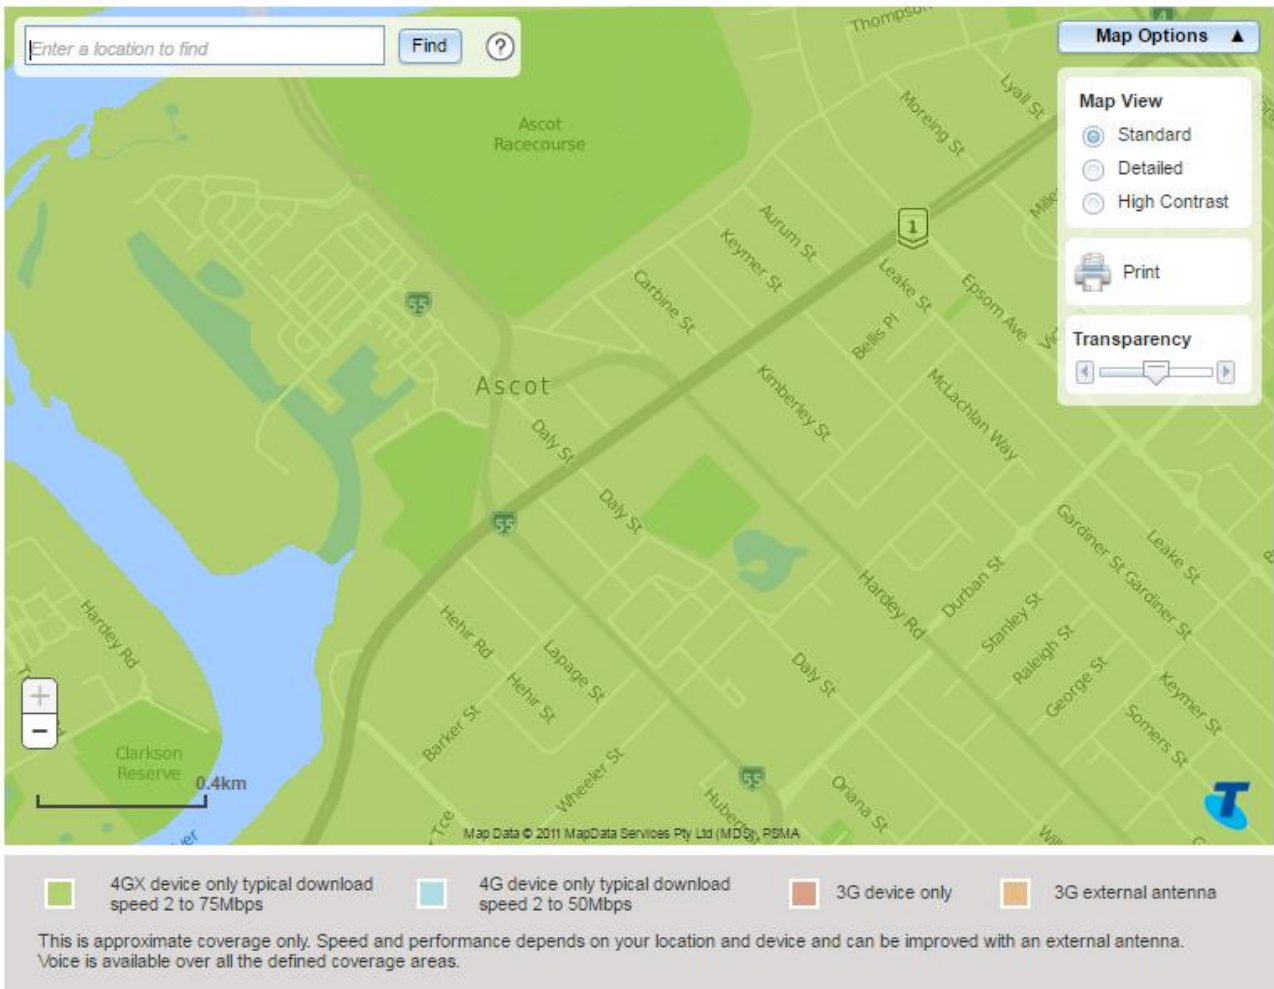 Enter a location to find
Find
?
Map Options ▲
Map View
Standard
Detailed
High Contrast
Print
Transparency
Lyall St
Moreing St
Ascot
Racecourse
1
Aurum St
Keymer St
Leake St
Epsom Ave
Carbine St
Bellis Pl
55
Ascot
Kimberley St
McLachlan Way
Daly St
55
Daly St
Gardiner St
Gardiner St
Leake St
Hardey Rd
Durban St
Stanley St
Raleigh St
George St
Keymer St
Somers St
Hardey Rd
Hehir Rd
Lapage St
Hehir St
Daly St
Barker St
Wheeler St
55
Oriana St
+
−
Clarkson
Reserve
0.4km
Tce
T
Map Data © 2011 MapData Services Pty Ltd (MDS), PSMA
4GX device only typical download
speed 2 to 75Mbps
4G device only typical download
speed 2 to 50Mbps
3G device only
3G external antenna
This is approximate coverage only. Speed and performance depends on your location and device and can be improved with an external antenna.
Voice is available over all the defined coverage areas.